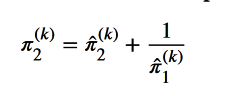 π₂⁽ᵏ⁾ = π̂₂⁽ᵏ⁾ + 1 / π̂₁⁽ᵏ⁾